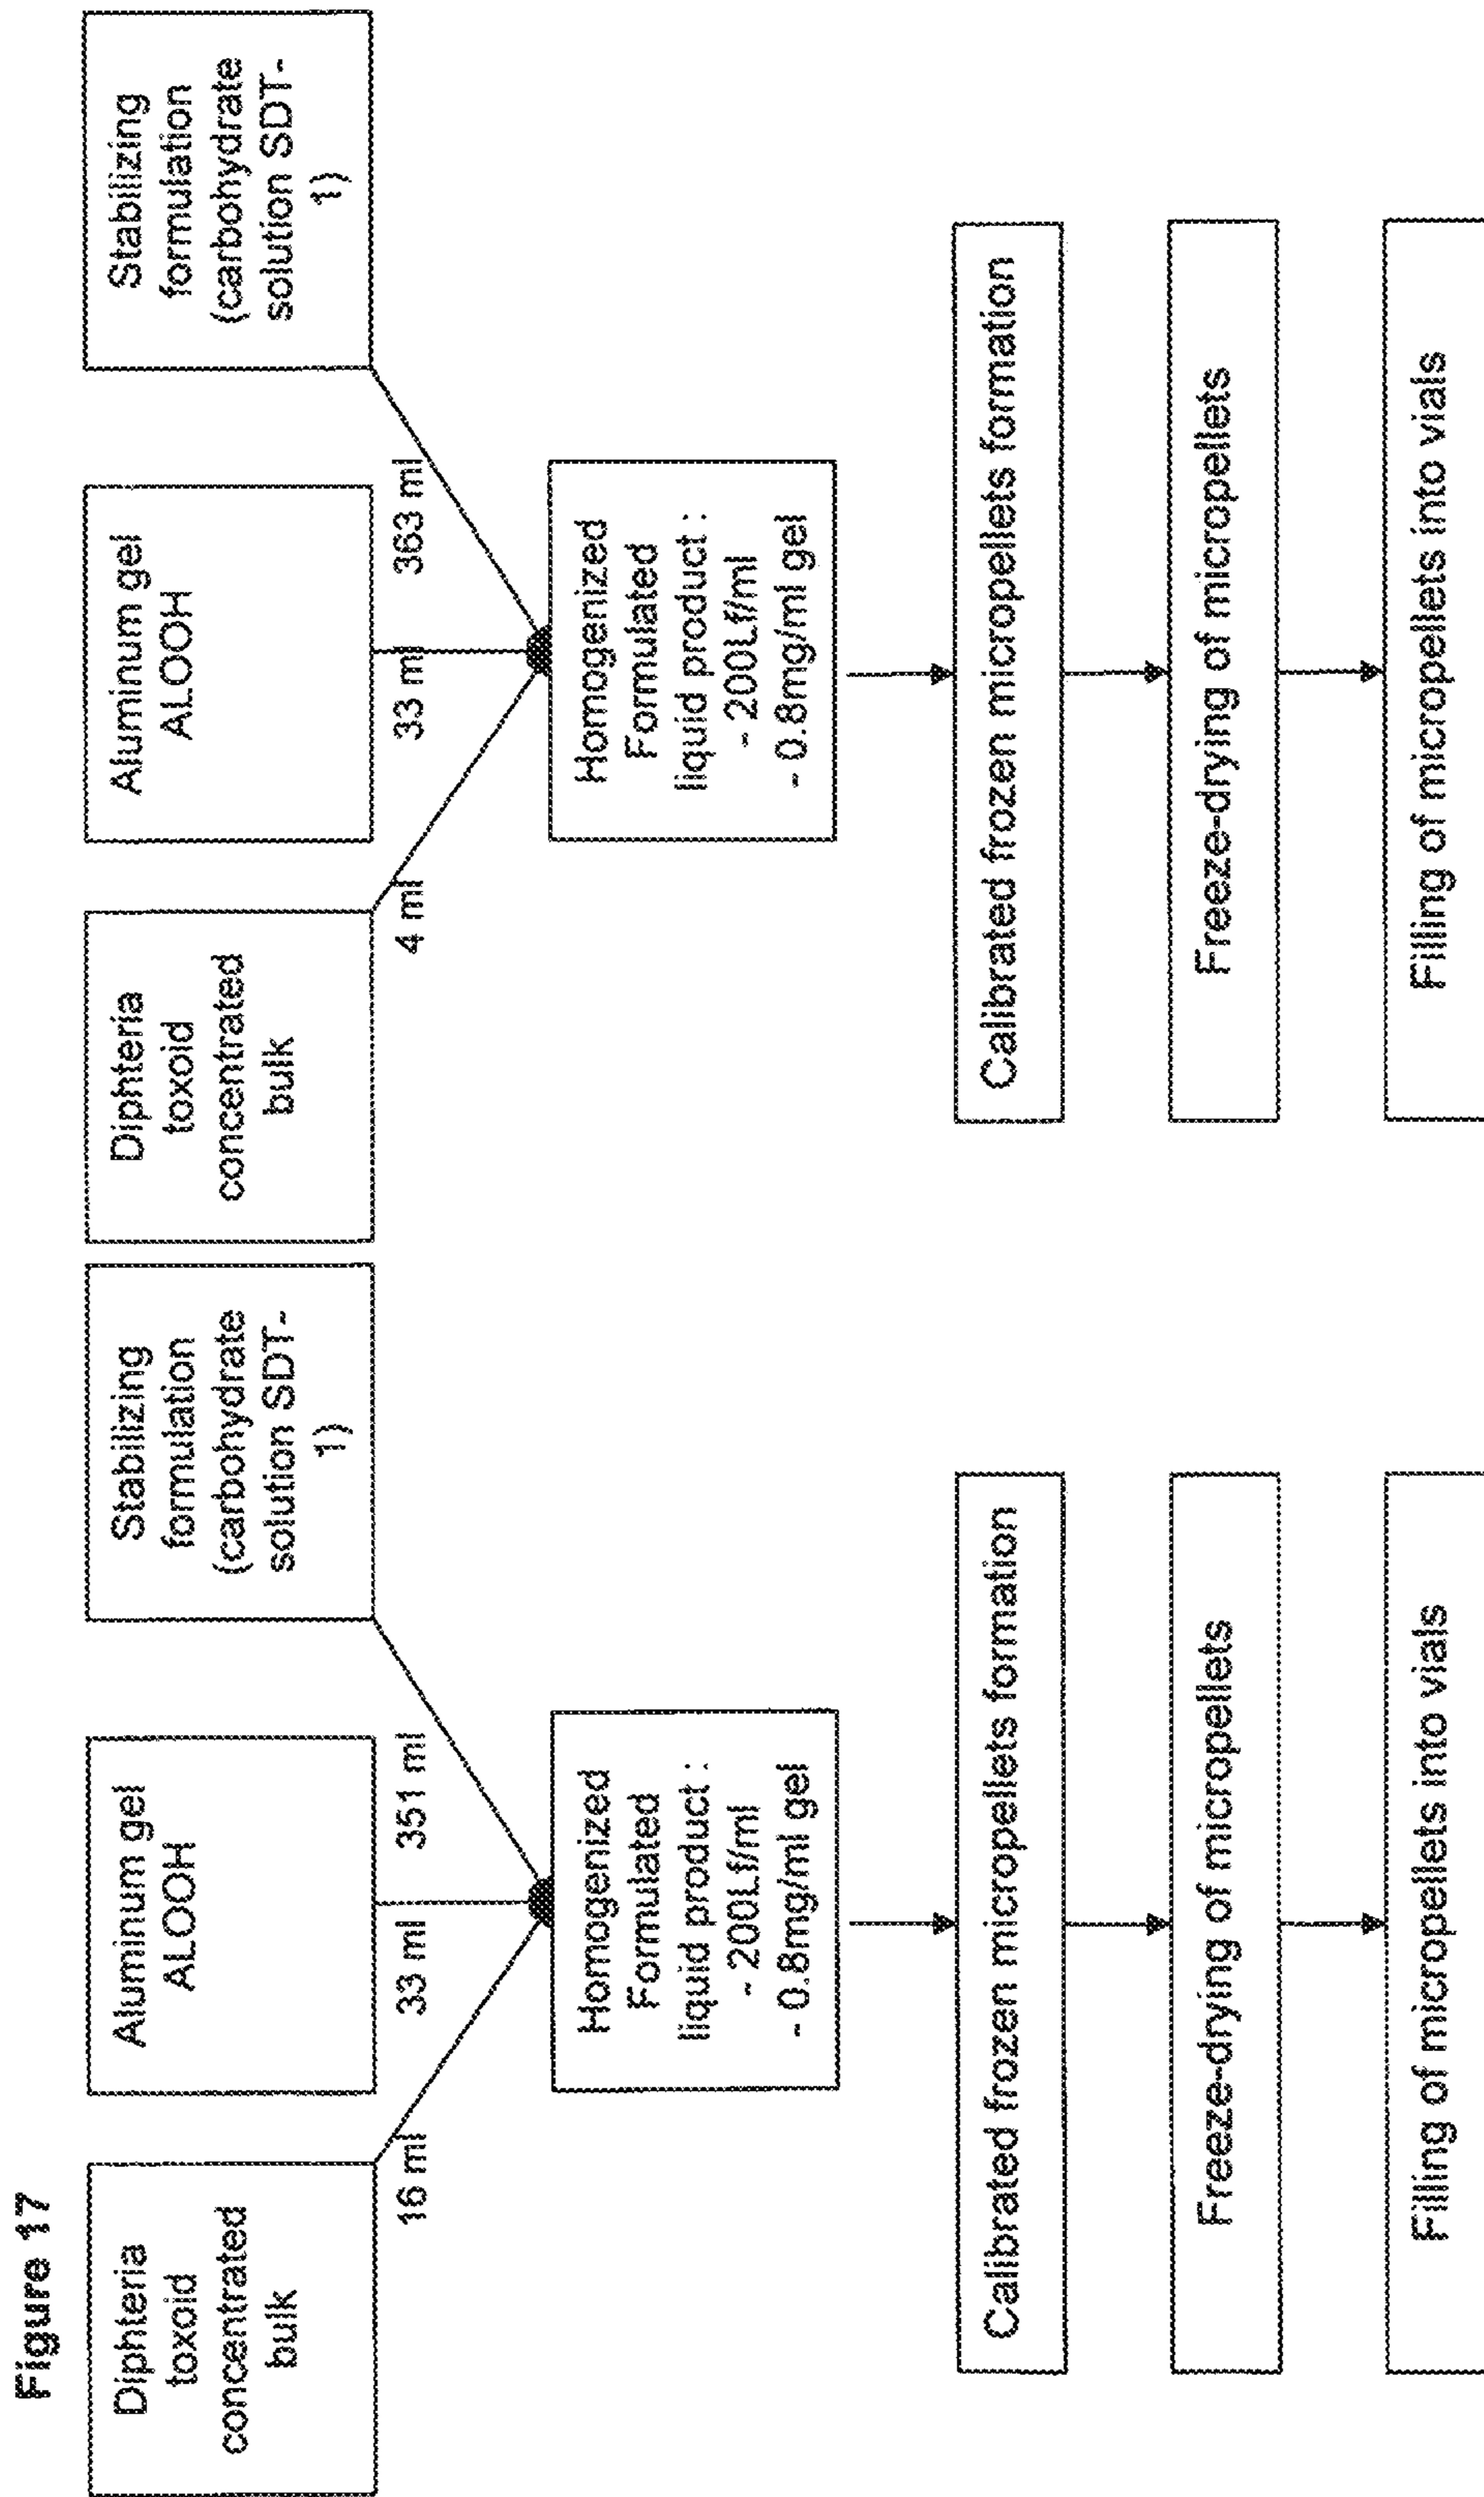 Figure 17
Diphteria
toxoid
concentrated
bulk
Aluminum gel
ALOOH
Stabilizing
formulation
(carbohydrate
solution SDT-
1)
16 ml
33 ml
351 ml
Homogenized
Formulated
liquid product :
- 200Lf/ml
- 0.8mg/ml gel
Calibrated frozen micropellets formation
Freeze-drying of micropellets
Filling of micropellets into vials
Diphteria
toxoid
concentrated
bulk
Aluminum gel
ALOOH
Stabilizing
formulation
(carbohydrate
solution SDT-
1)
4 ml
33 ml
363 ml
Homogenized
Formulated
liquid product :
- 200Lf/ml
- 0.8mg/ml gel
Calibrated frozen micropellets formation
Freeze-drying of micropellets
Filling of micropellets into vials